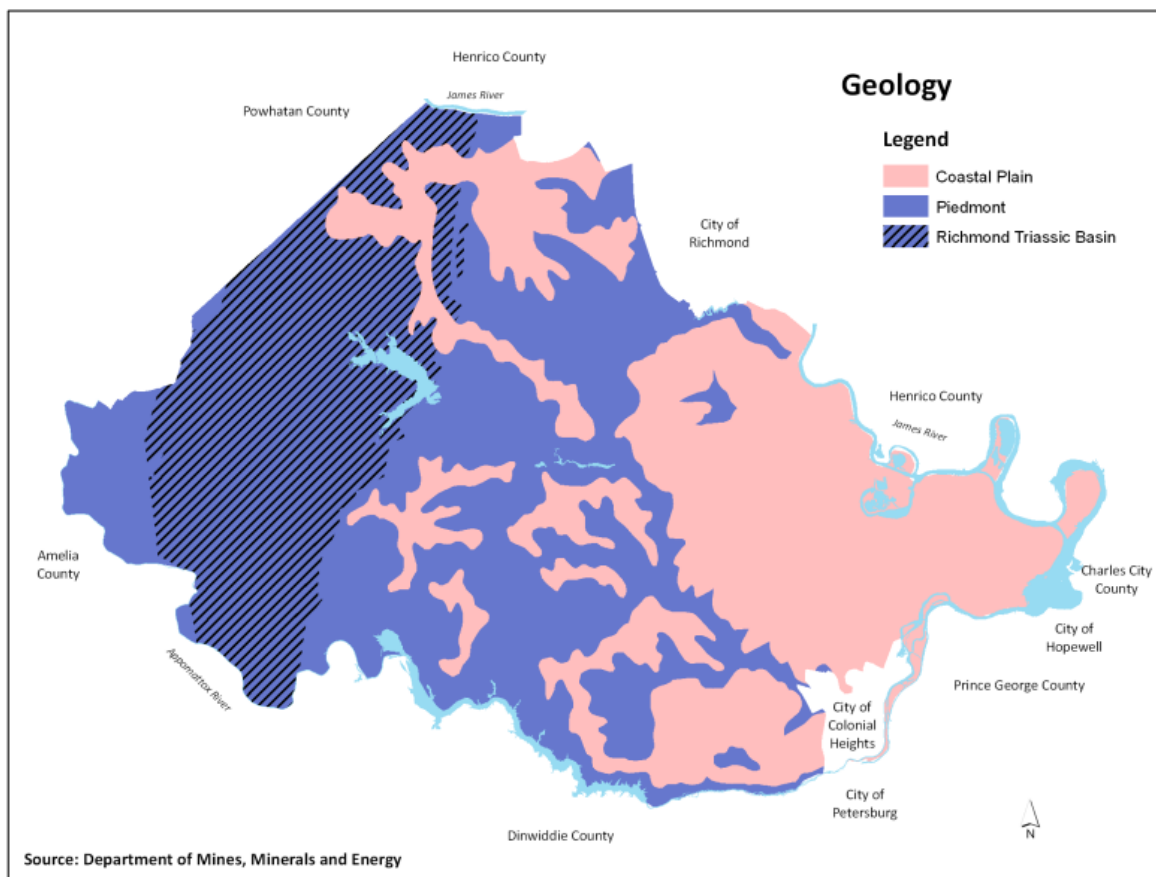 Henrico County
Geology
James River
Powhatan County
Legend
Coastal Plain
Piedmont
Richmond Triassic Basin
City of
Richmond
Henrico County
James River
Amelia
County
Charles City
County
City of
Hopewell
Appomattox River
Prince George County
City of
Colonial
Heights
City of
Petersburg
N
Dinwiddie County
Source: Department of Mines, Minerals and Energy